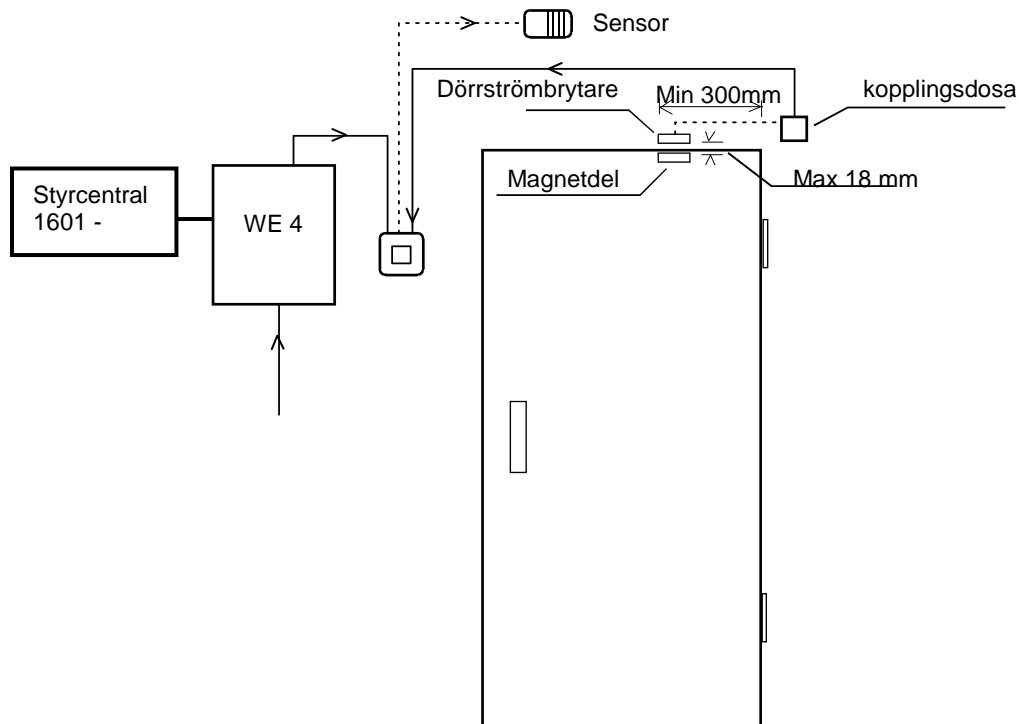 Sensor
Dörrströmbrytare
Min 300mm
kopplingsdosa
Magnetdel
Max 18 mm
Styrcentral
1601 -
WE 4